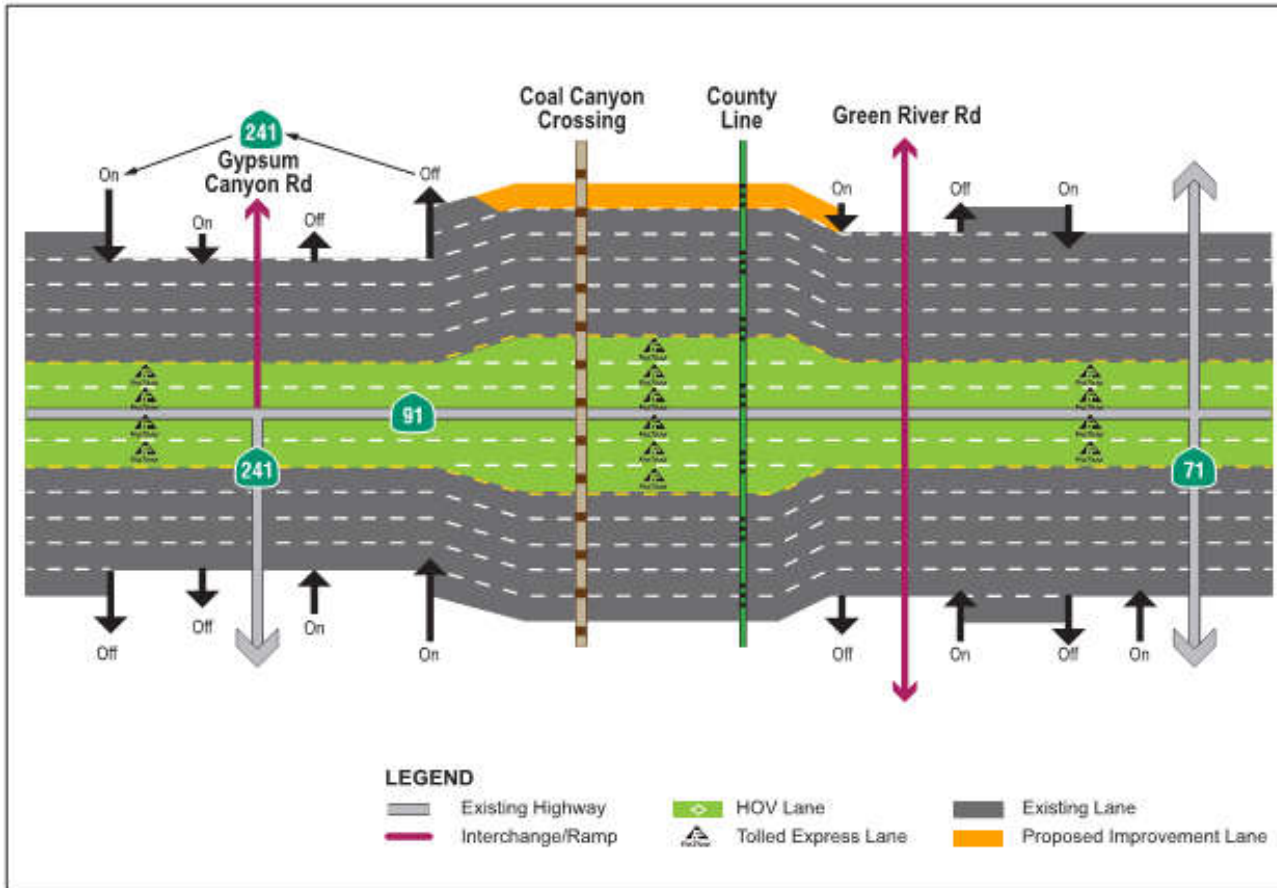 Coal Canyon
Crossing
County
Line
Green River Rd
241
Gypsum
Canyon Rd
On
Off
On
Off
On
Off
On
91
241
71
Off
Off
On
On
Off
On
Off
On
LEGEND
Existing Highway
HOV Lane
Existing Lane
Interchange/Ramp
Tolled Express Lane
Proposed Improvement Lane